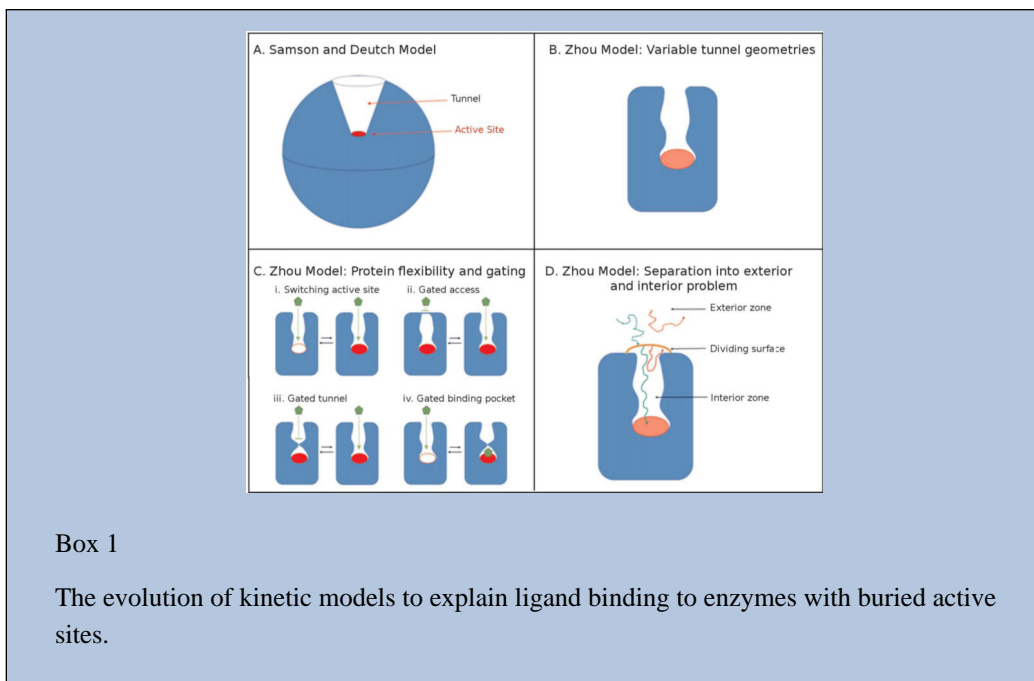 A. Samson and Deutch Model
Tunnel
Active Site
B. Zhou Model: Variable tunnel geometries
C. Zhou Model: Protein flexibility and gating
i. Switching active site
ii. Gated access
iii. Gated tunnel
iv. Gated binding pocket
D. Zhou Model: Separation into exterior
and interior problem
Exterior zone
Dividing surface
Interior zone
Box 1
The evolution of kinetic models to explain ligand binding to enzymes with buried active
sites.